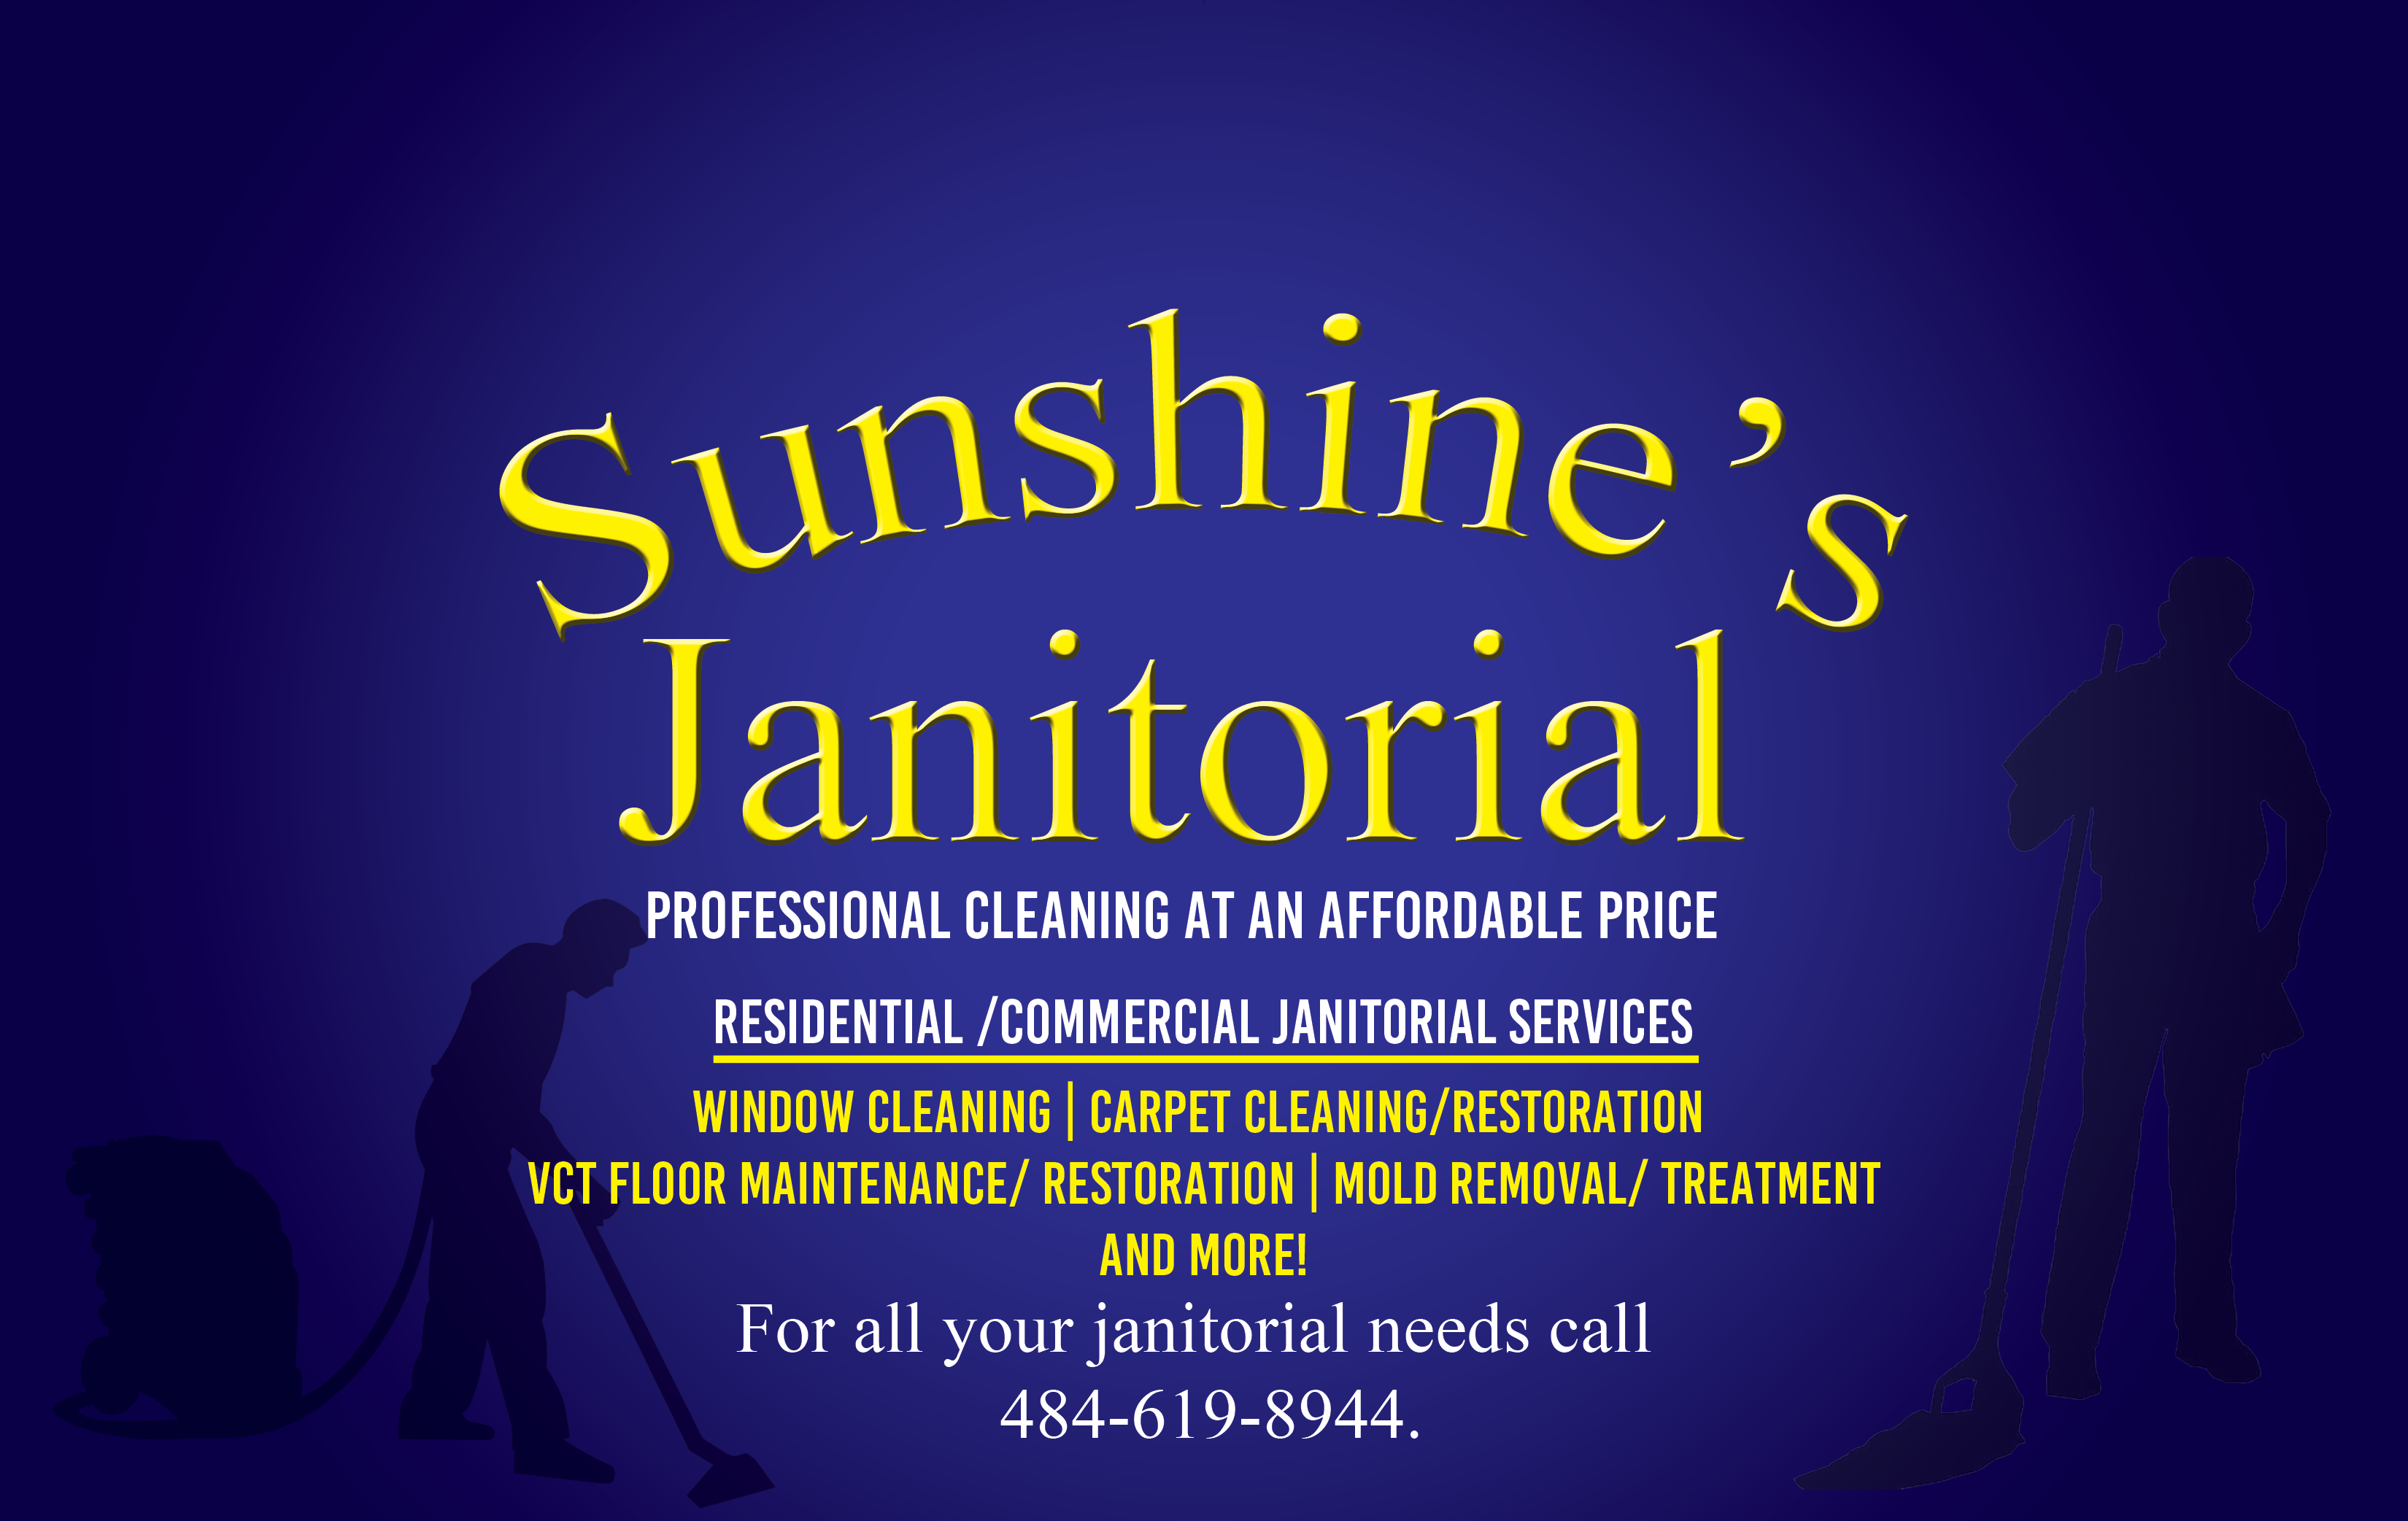 Sunshine’s
Janitorial
PROFESSIONAL CLEANING AT AN AFFORDABLE PRICE
RESIDENTIAL /COMMERCIAL JANITORIAL SERVICES
WINDOW CLEANING | CARPET CLEANING/RESTORATION
VCT FLOOR MAINTENANCE/ RESTORATION | MOLD REMOVAL/ TREATMENT
AND MORE!
For all your janitorial needs call
484-619-8944.